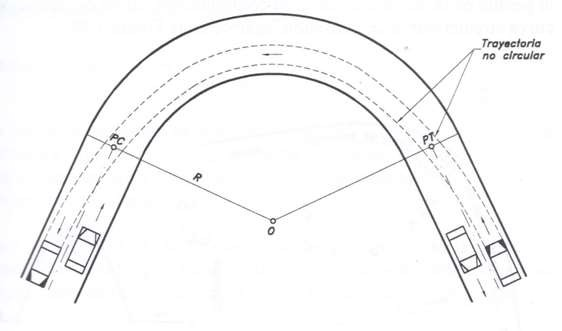 Trayectoria
no circular
PC
PT
R
O